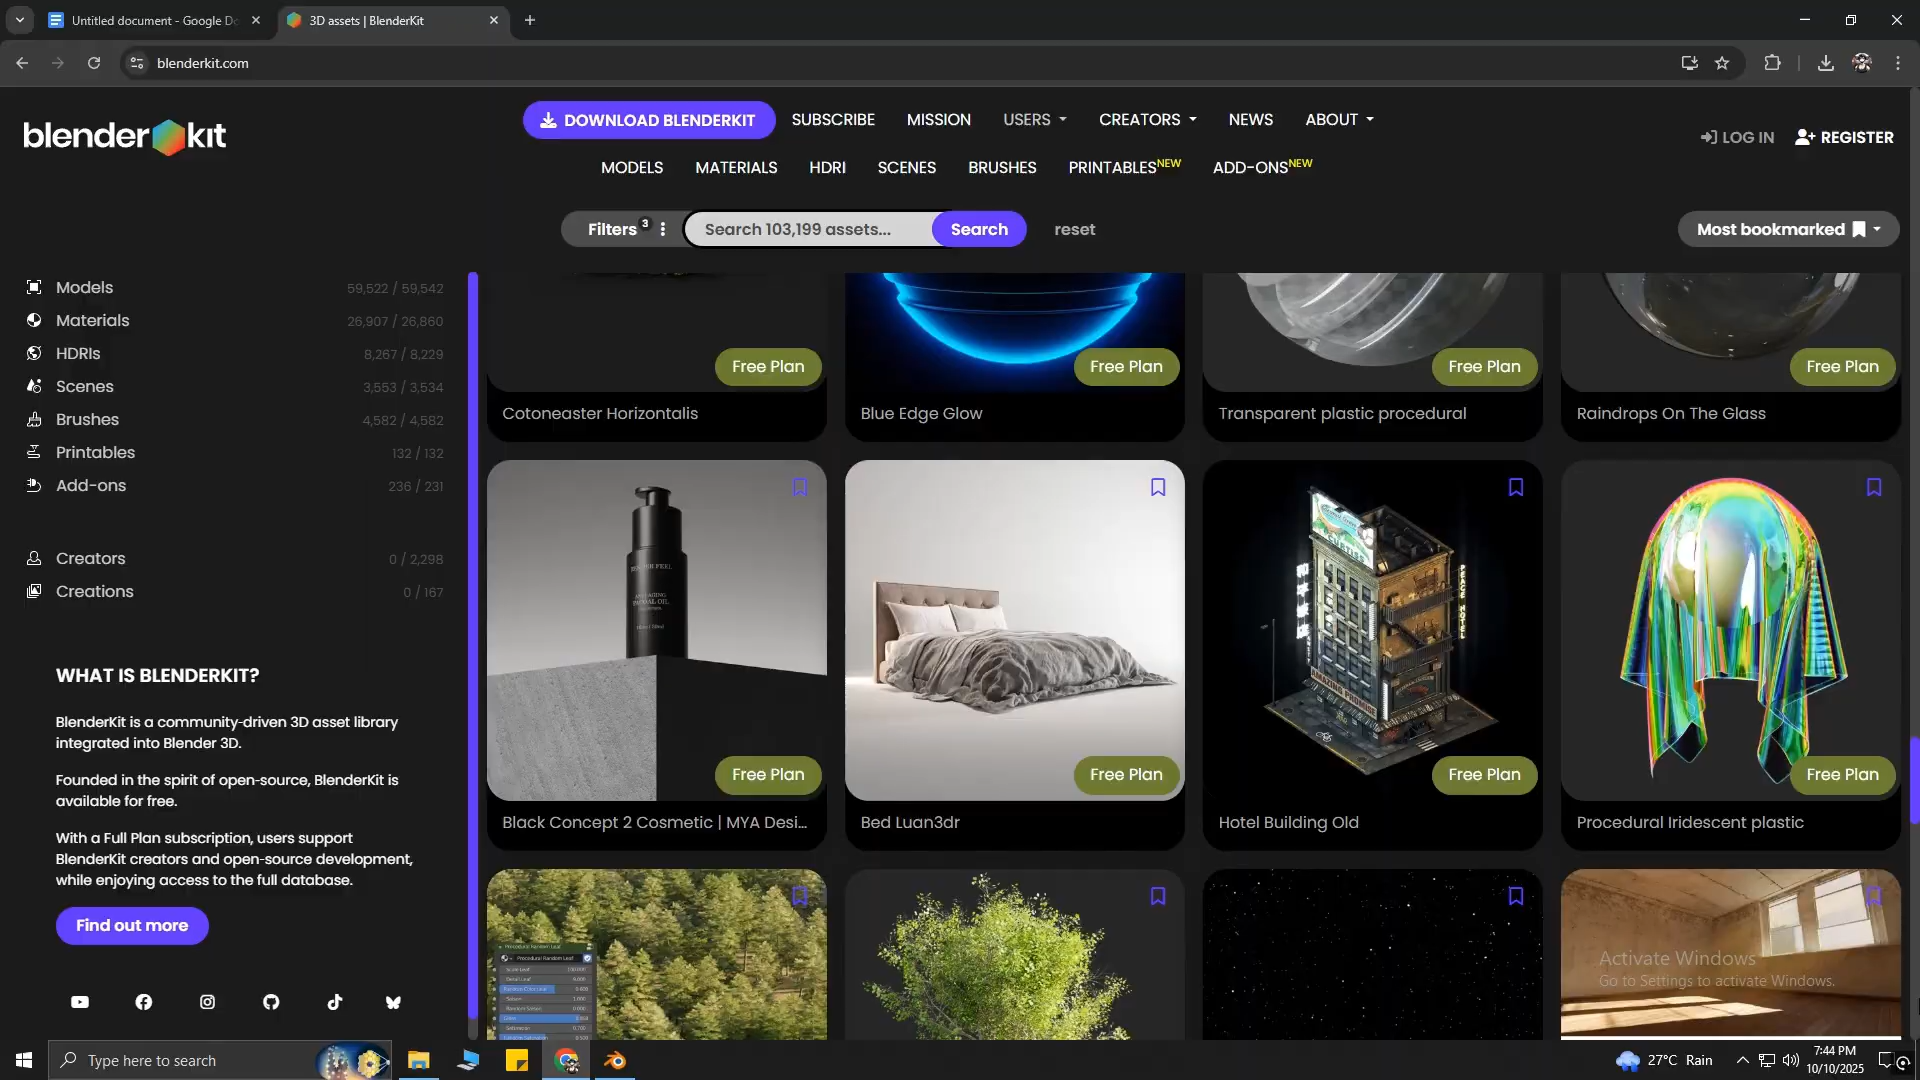 Untitled document - Google Do
3D assets | BlenderKit
blenderkit.com
blender kit
DOWNLOAD BLENDERKIT
SUBSCRIBE
MISSION
USERS
CREATORS
NEWS
ABOUT
LOG IN
REGISTER
MODELS
MATERIALS
HDRI
SCENES
BRUSHES
PRINTABLES NEW
ADD-ONS NEW
Filters 3
Search 103,199 assets...
Search
reset
Most bookmarked
Models 59,522 / 59,542
Materials 26,907 / 26,860
HDRIs 8,267 / 8,229
Scenes 3,553 / 3,534
Brushes 4,582 / 4,582
Printables 132 / 132
Add-ons 236 / 231
Creators 0 / 2,298
Creations 0 / 167
WHAT IS BLENDERKIT?
BlenderKit is a community-driven 3D asset library
integrated into Blender 3D.
Founded in the spirit of open-source, BlenderKit is
available for free.
With a Full Plan subscription, users support
BlenderKit creators and open-source development,
while enjoying access to the full database.
Find out more
Free Plan
Free Plan
Free Plan
Free Plan
Cotoneaster Horizontalis
Blue Edge Glow
Transparent plastic procedural
Raindrops On The Glass
Free Plan
Free Plan
Free Plan
Free Plan
Black Concept 2 Cosmetic | MYA Desi...
Bed Luan3dr
Hotel Building Old
Procedural Iridescent plastic
Procedural Random Leaf
Activate Windows
Go to Settings to activate Windows.
Type here to search
27°C Rain
7:44 PM
10/10/2025